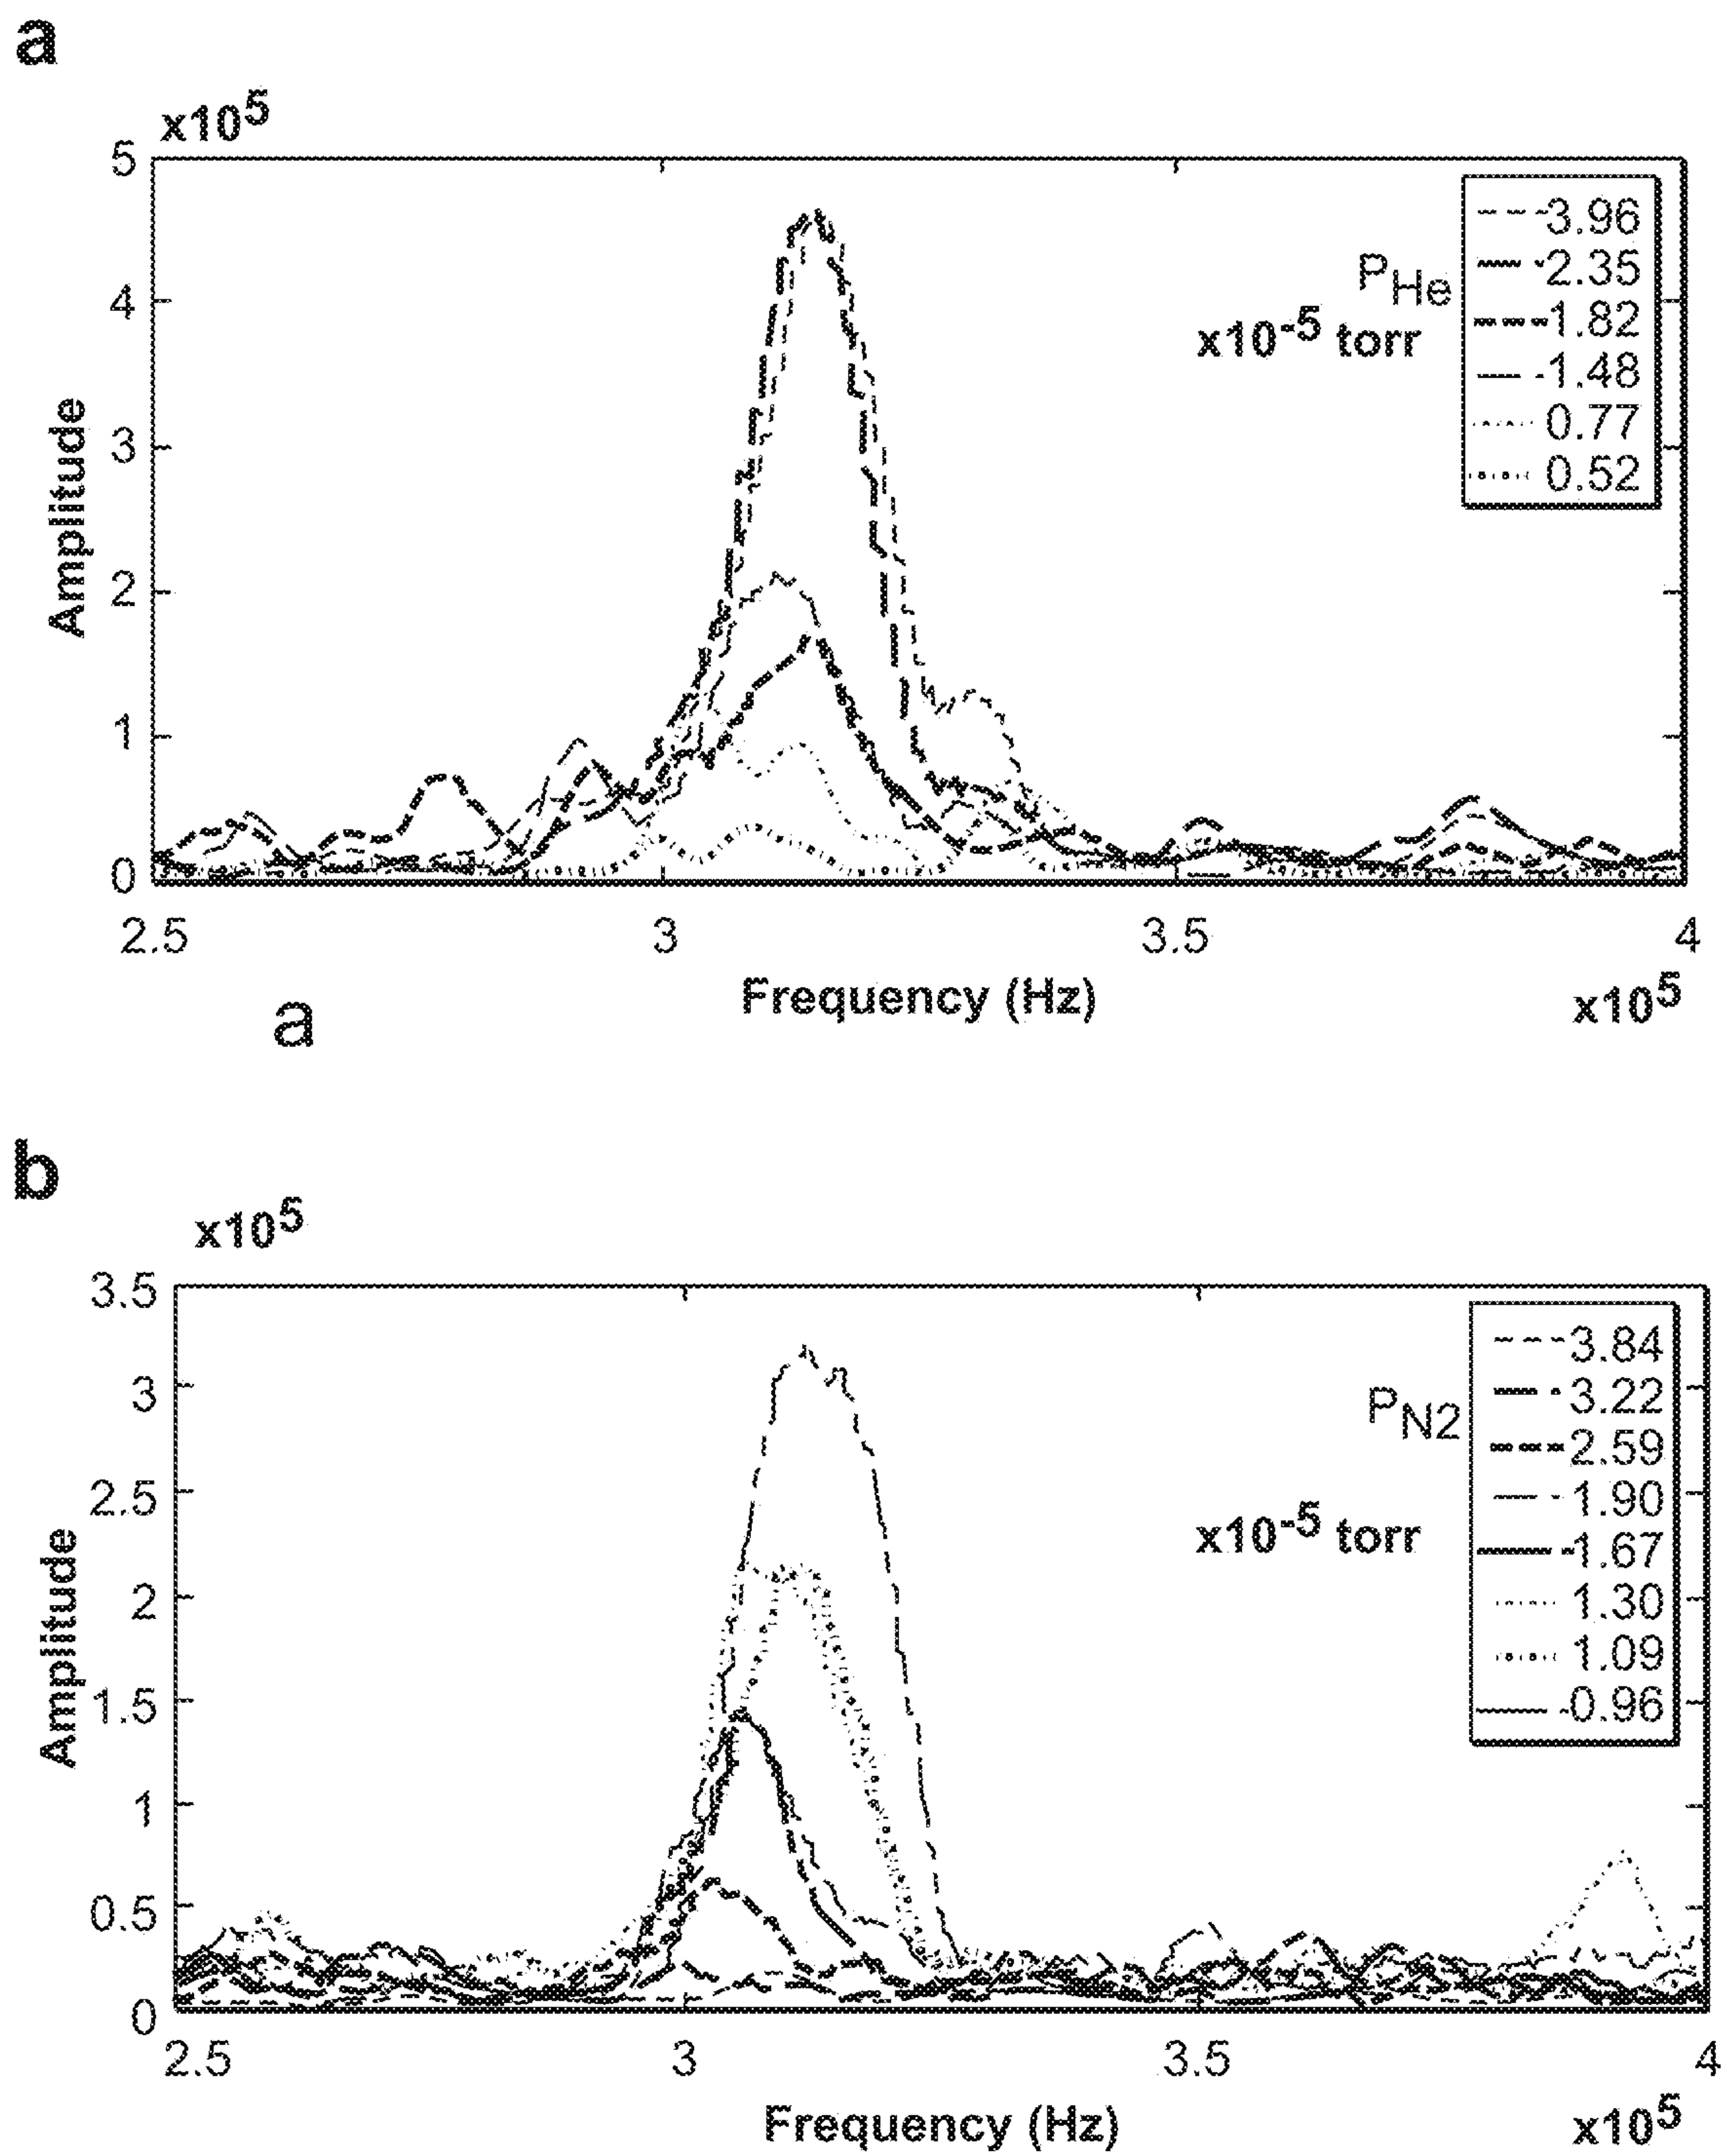 a
x10^5
5
4
3
2
1
0
Amplitude
P_He
x10^-5 torr
3.96
2.35
1.82
1.48
0.77
0.52
2.5 3 3.5 4
Frequency (Hz)
x10^5
a
b
x10^5
3.5
3
2.5
2
1.5
1
0.5
0
Amplitude
P_N2
x10^-5 torr
3.84
3.22
2.59
1.90
1.67
1.30
1.09
0.96
2.5 3 3.5 4
Frequency (Hz)
x10^5